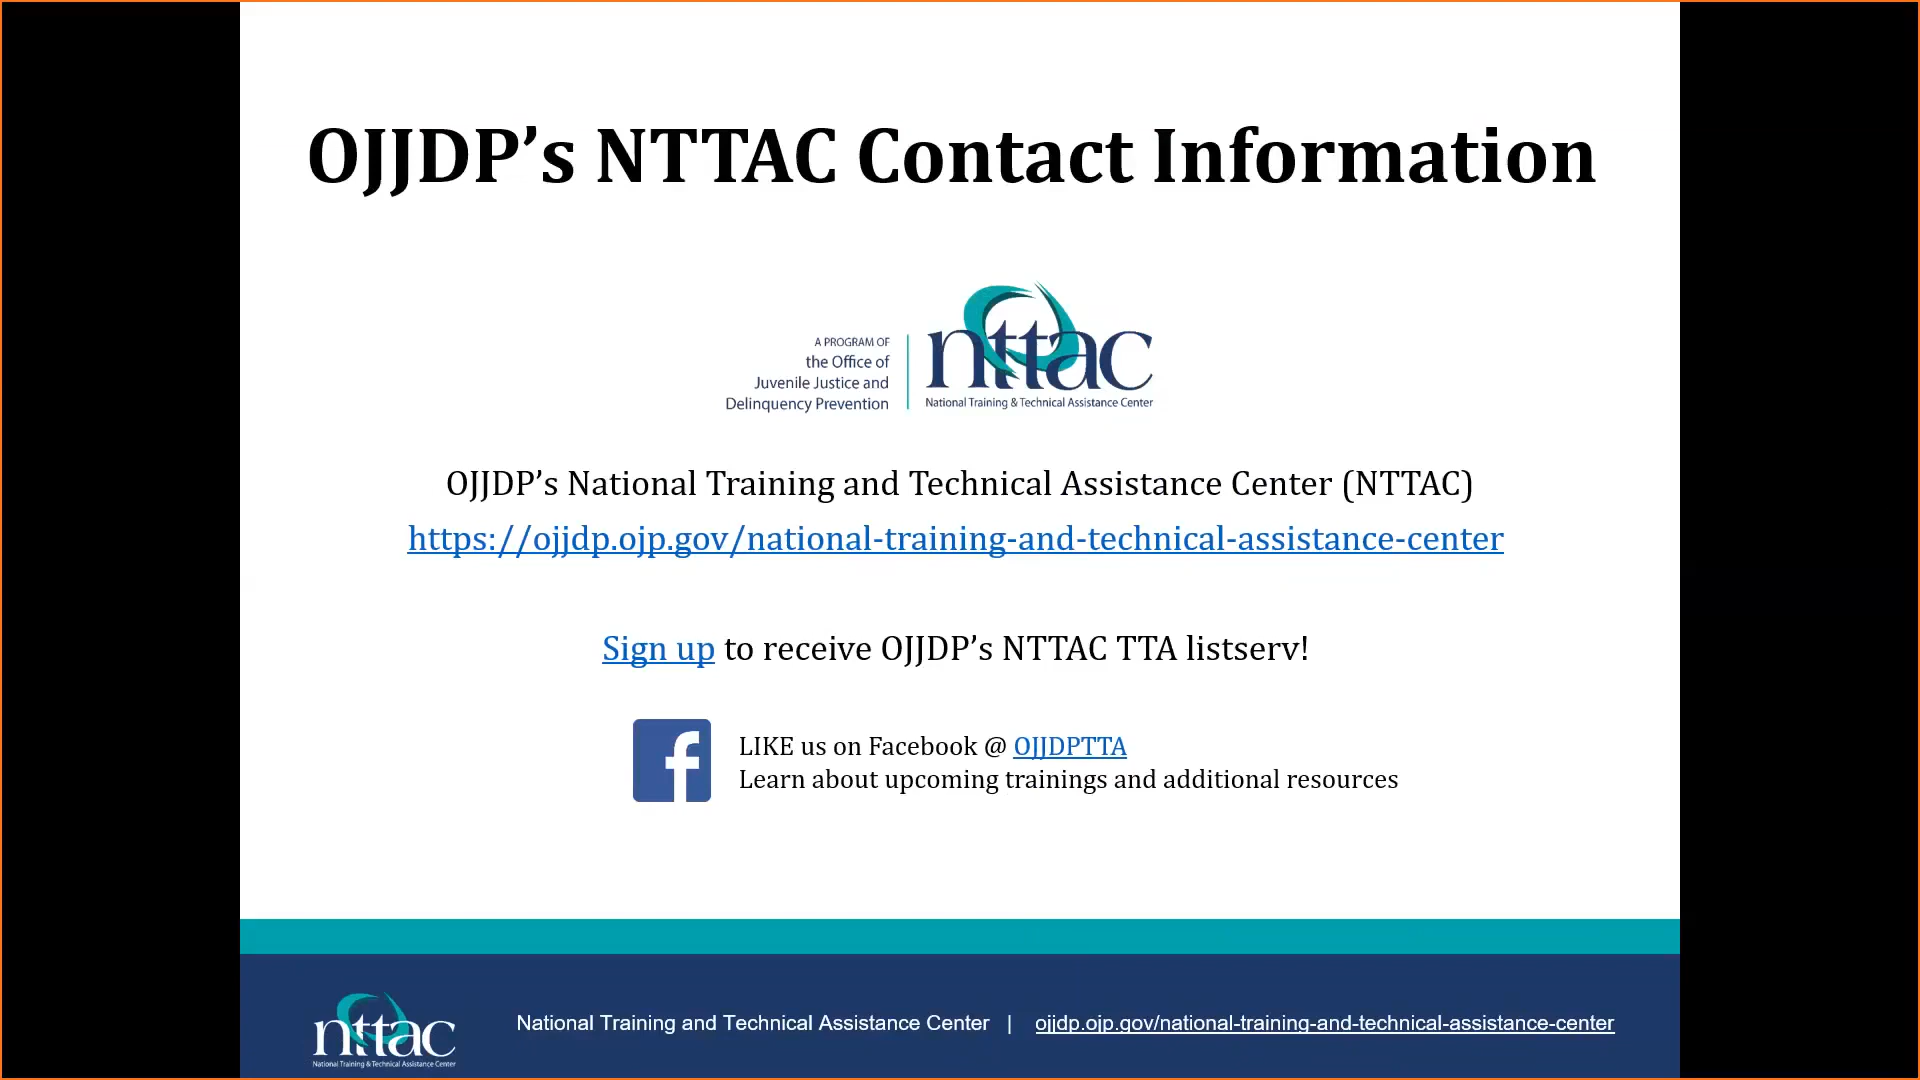 OJJDP’s NTTAC Contact Information
A PROGRAM OF
the Office of
Juvenile Justice and
Delinquency Prevention
nttac
National Training & Technical Assistance Center
OJJDP’s National Training and Technical Assistance Center (NTTAC)
https://ojjdp.ojp.gov/national-training-and-technical-assistance-center
Sign up to receive OJJDP’s NTTAC TTA listserv!
f
LIKE us on Facebook @ OJJDPTTA
Learn about upcoming trainings and additional resources
nttac
National Training & Technical Assistance Center
National Training and Technical Assistance Center | ojjdp.ojp.gov/national-training-and-technical-assistance-center